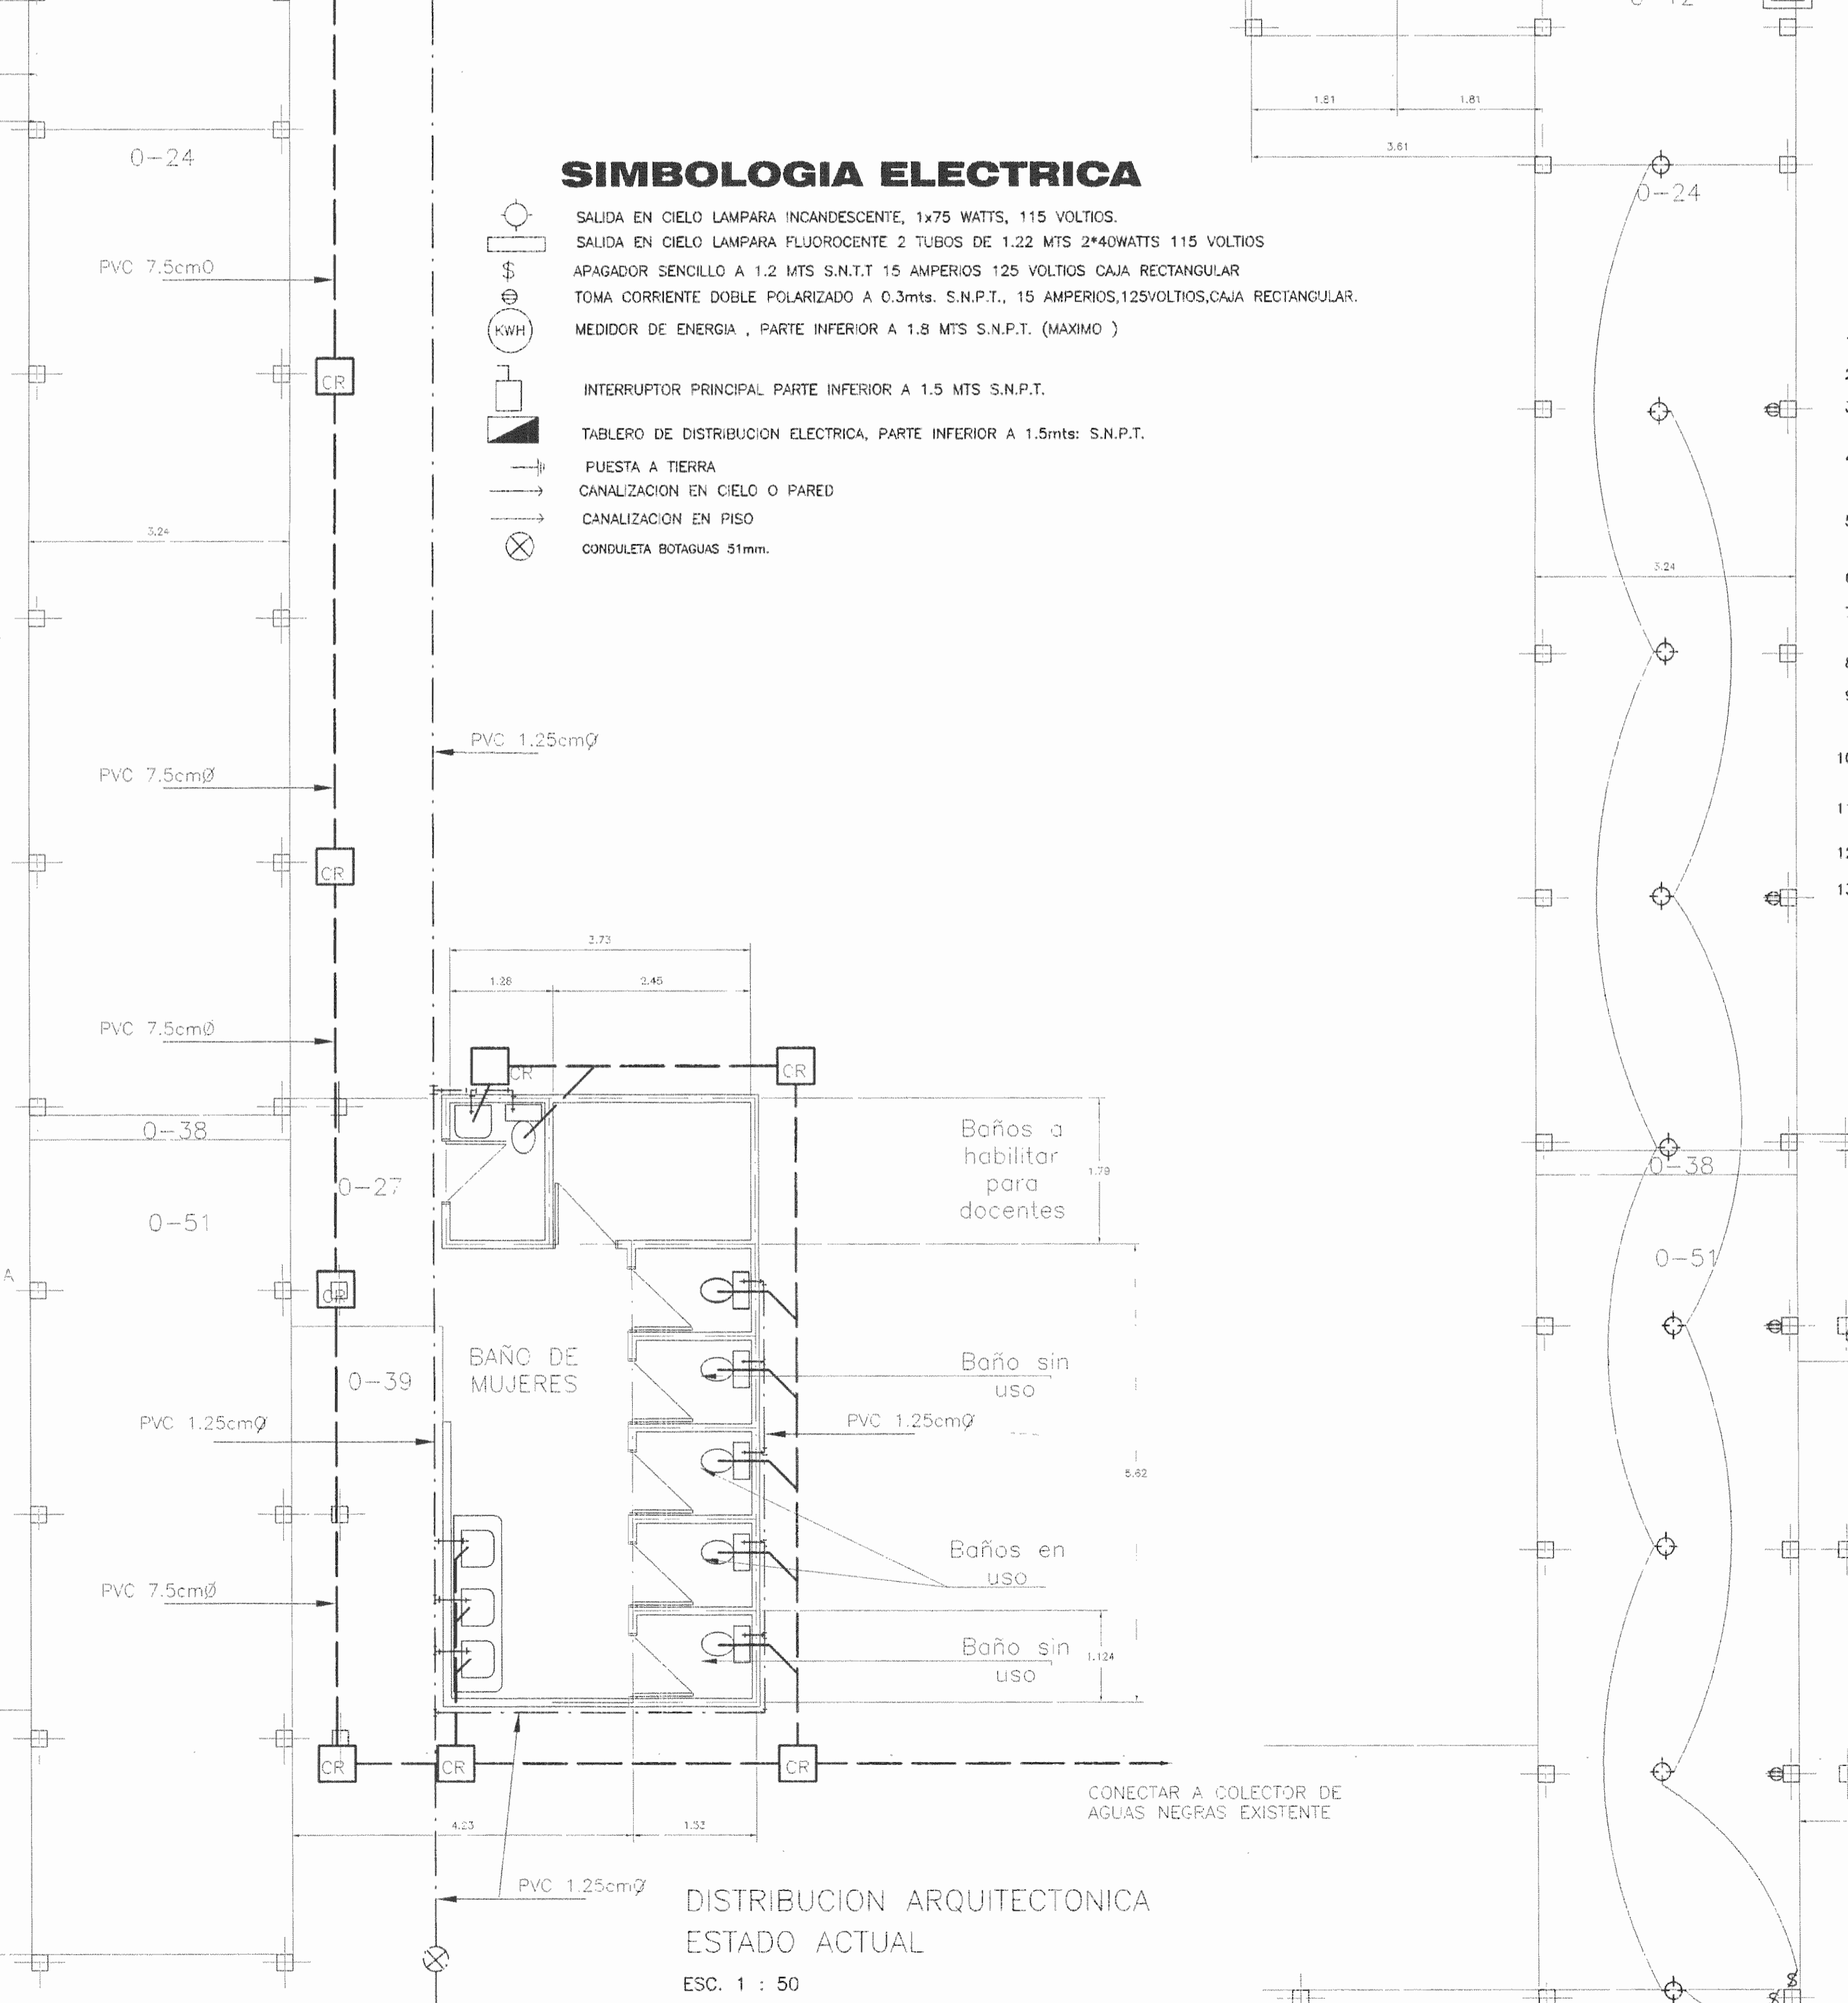 1.81
1.81
3.61
0-24
0-24
SIMBOLOGIA ELECTRICA
SALIDA EN CIELO LAMPARA INCANDESCENTE, 1x75 WATTS, 115 VOLTIOS.
SALIDA EN CIELO LAMPARA FLUOROCENTE 2 TUBOS DE 1.22 MTS 2*40WATTS 115 VOLTIOS
$
APAGADOR SENCILLO A 1.2 MTS S.N.T.T 15 AMPERIOS 125 VOLTIOS CAJA RECTANGULAR
TOMA CORRIENTE DOBLE POLARIZADO A 0.3mts. S.N.P.T., 15 AMPERIOS,125VOLTIOS,CAJA RECTANGULAR.
KWH
MEDIDOR DE ENERGIA , PARTE INFERIOR A 1.8 MTS S.N.P.T. (MAXIMO )
INTERRUPTOR PRINCIPAL PARTE INFERIOR A 1.5 MTS S.N.P.T.
TABLERO DE DISTRIBUCION ELECTRICA, PARTE INFERIOR A 1.5mts: S.N.P.T.
PUESTA A TIERRA
CANALIZACION EN CIELO O PARED
CANALIZACION EN PISO
CONDULETA BOTAGUAS 51mm.
PVC 7.5cmO
CR
3.24
3.24
PVC 1.25cmØ
PVC 7.5cmØ
CR
10
12
3.73
1.28
2.45
PVC 7.5cmØ
CR
CR
0-38
0-27
0-51
Baños a
habilitar
para
docentes
1.79
0-38
0-51
A
CR
BAÑO DE
MUJERES
0-39
Baño sin
uso
PVC 1.25cmØ
PVC 1.25cmØ
5.62
Baños en
uso
PVC 7.5cmØ
Baño sin
uso
1.124
CR
CR
CR
CONECTAR A COLECTOR DE
AGUAS NEGRAS EXISTENTE
4.23
1.53
PVC 1.25cmØ
DISTRIBUCION ARQUITECTONICA
ESTADO ACTUAL
ESC. 1 : 50